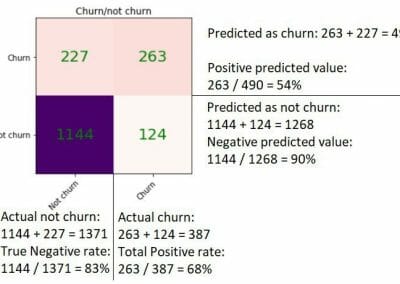 Churn/not churn
Predicted as churn: 263 + 227 = 49
Churn
227
263
Positive predicted value:
263 / 490 = 54%
Predicted as not churn:
1144 + 124 = 1268
ot churn
1144
124
Negative predicted value:
1144 / 1268 = 90%
Not churn
Churn
Actual not churn:
1144 + 227 = 1371
True Negative rate:
1144 / 1371 = 83%
Actual churn:
263 + 124 = 387
Total Positive rate:
263 / 387 = 68%